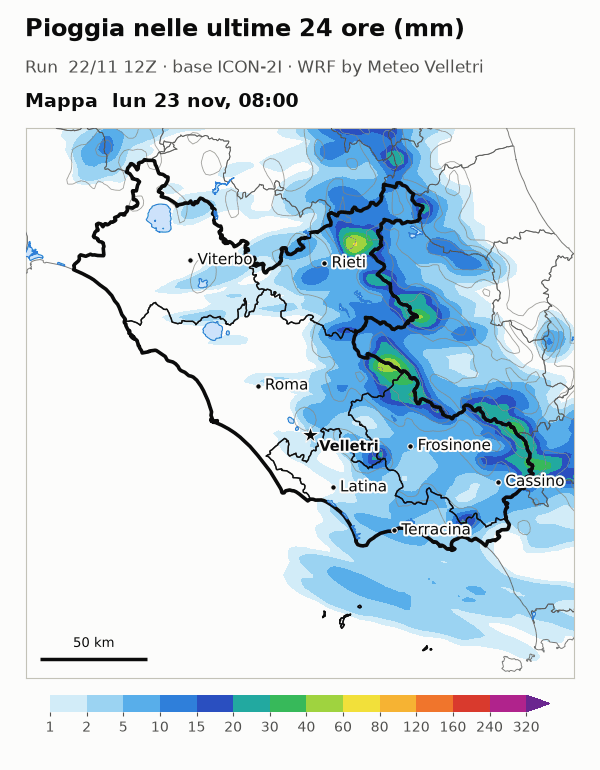 Pioggia nelle ultime 24 ore (mm)
Run  22/11 12Z · base ICON-2I · WRF by Meteo Velletri
Mappa  lun 23 nov, 08:00
Viterbo
Rieti
Roma
Velletri
Frosinone
Latina
Cassino
Terracina
50 km
1 2 5 10 15 20 30 40 60 80 120 160 240 320